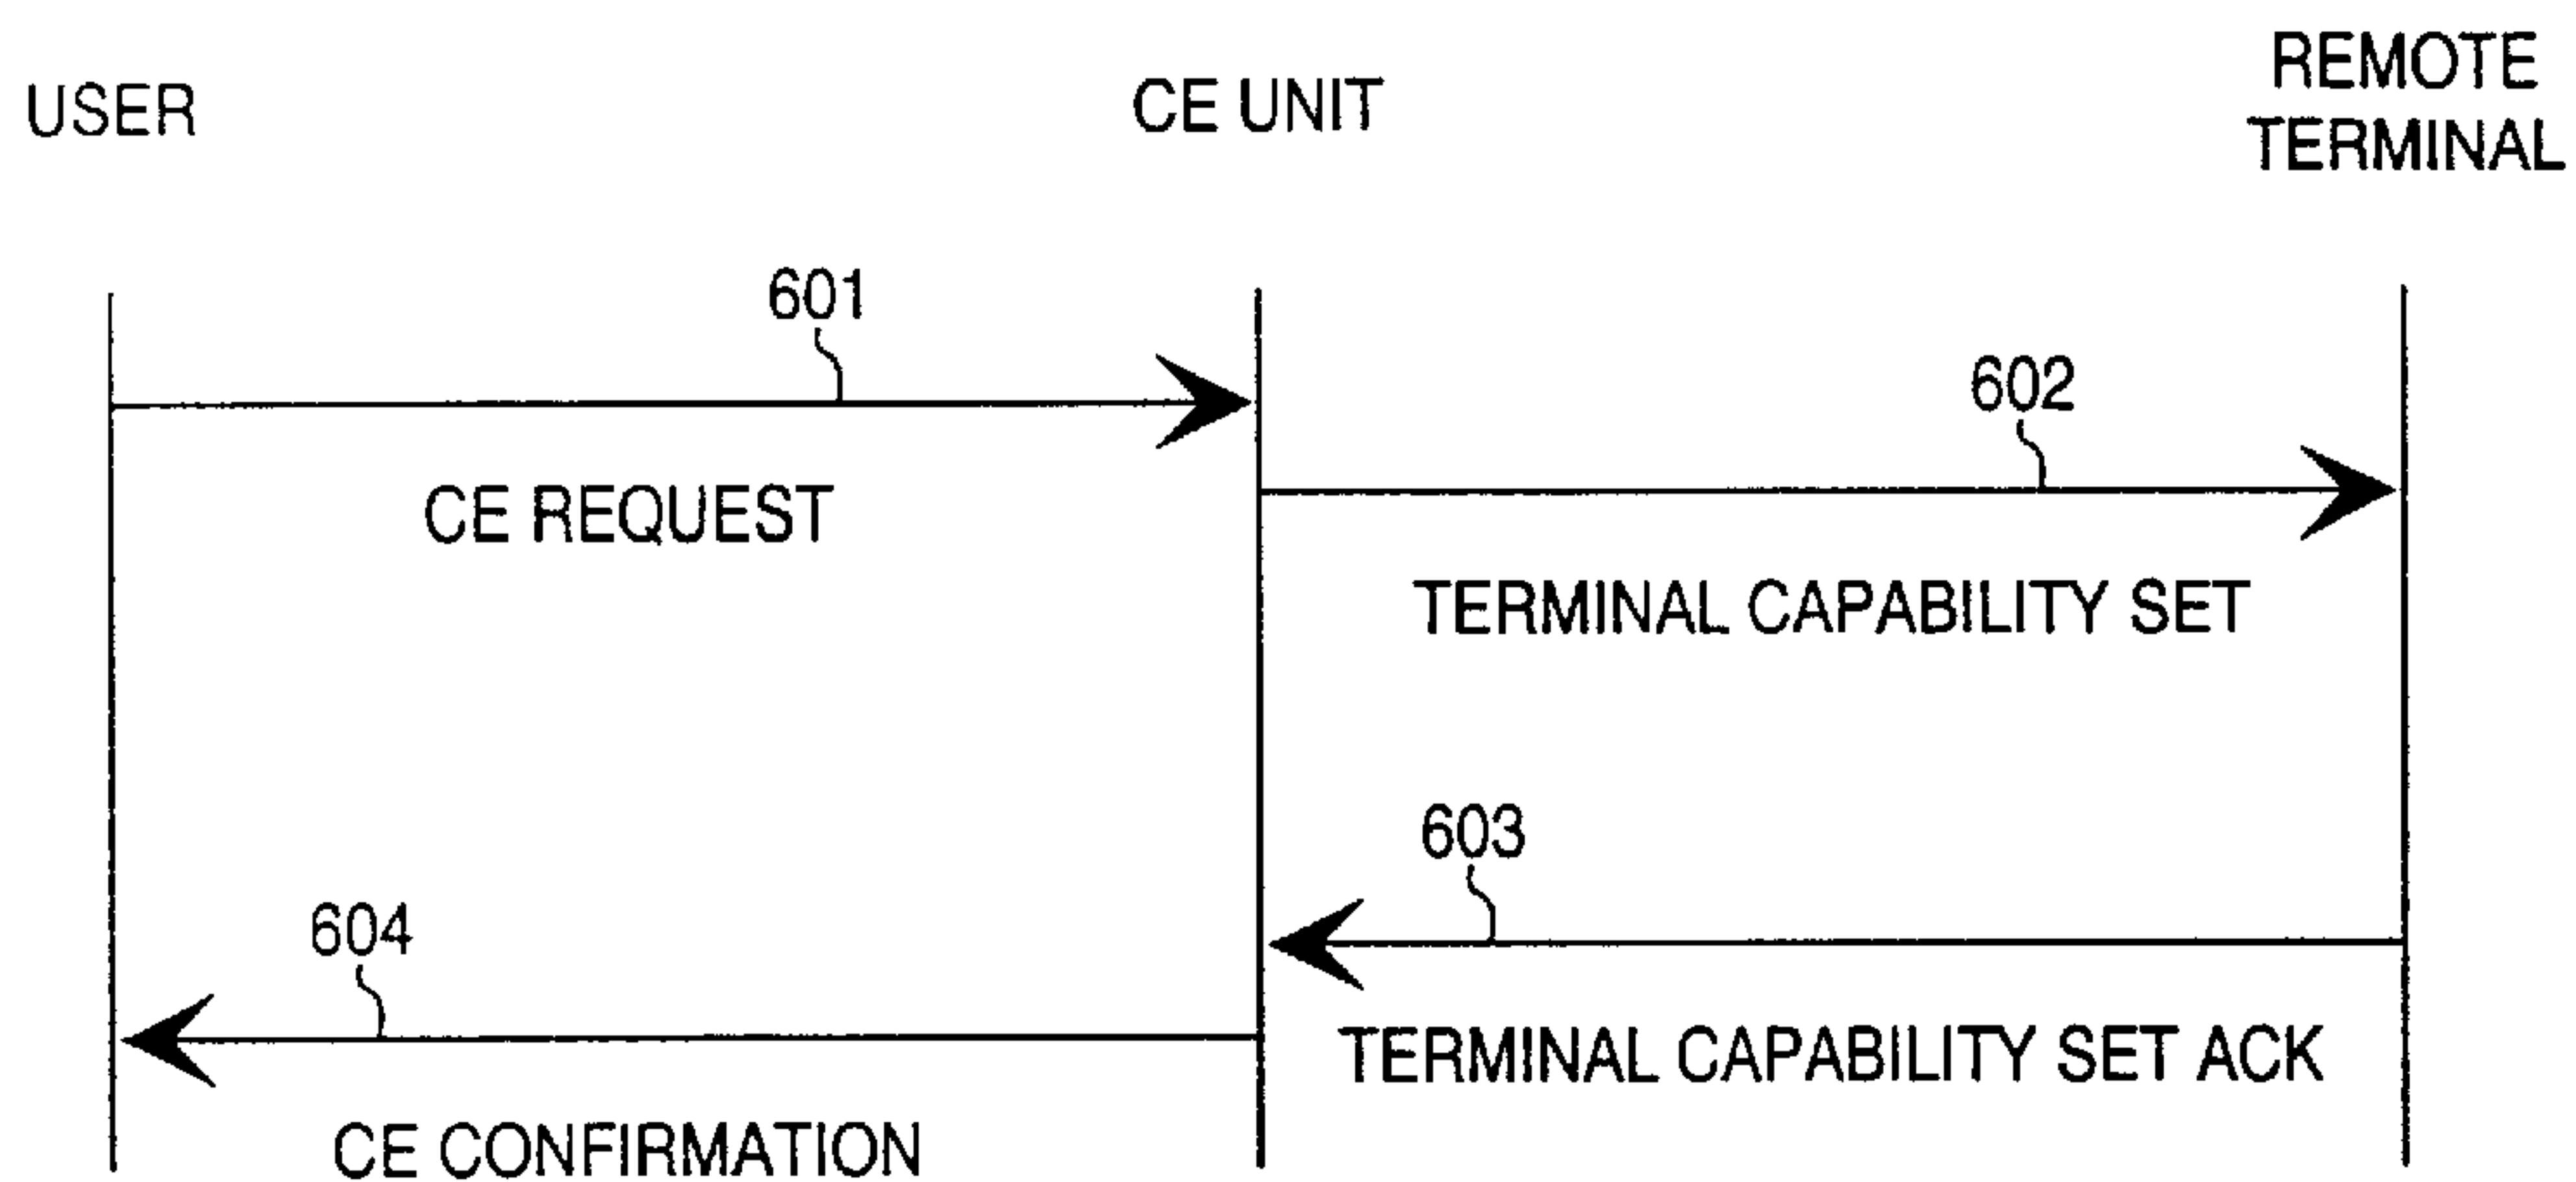 USER
CE UNIT
REMOTE
TERMINAL
601
602
CE REQUEST
TERMINAL CAPABILITY SET
603
604
TERMINAL CAPABILITY SET ACK
CE CONFIRMATION